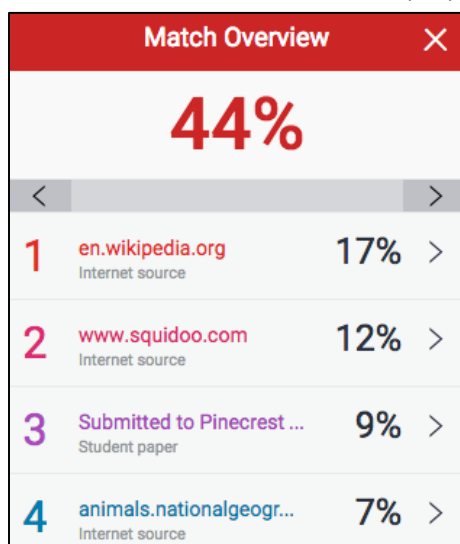 Match Overview
44%
1 en.wikipedia.org 17%
Internet source
2 www.squidoo.com 12%
Internet source
3 Submitted to Pinecrest ... 9%
Student paper
4 animals.nationalgeogr... 7%
Internet source